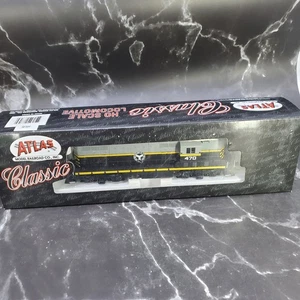 HO SCALE
LOCOMOTIVE
Classic
ATLAS
ATLAS
MODEL RAILROAD CO., INC.
Classic
470